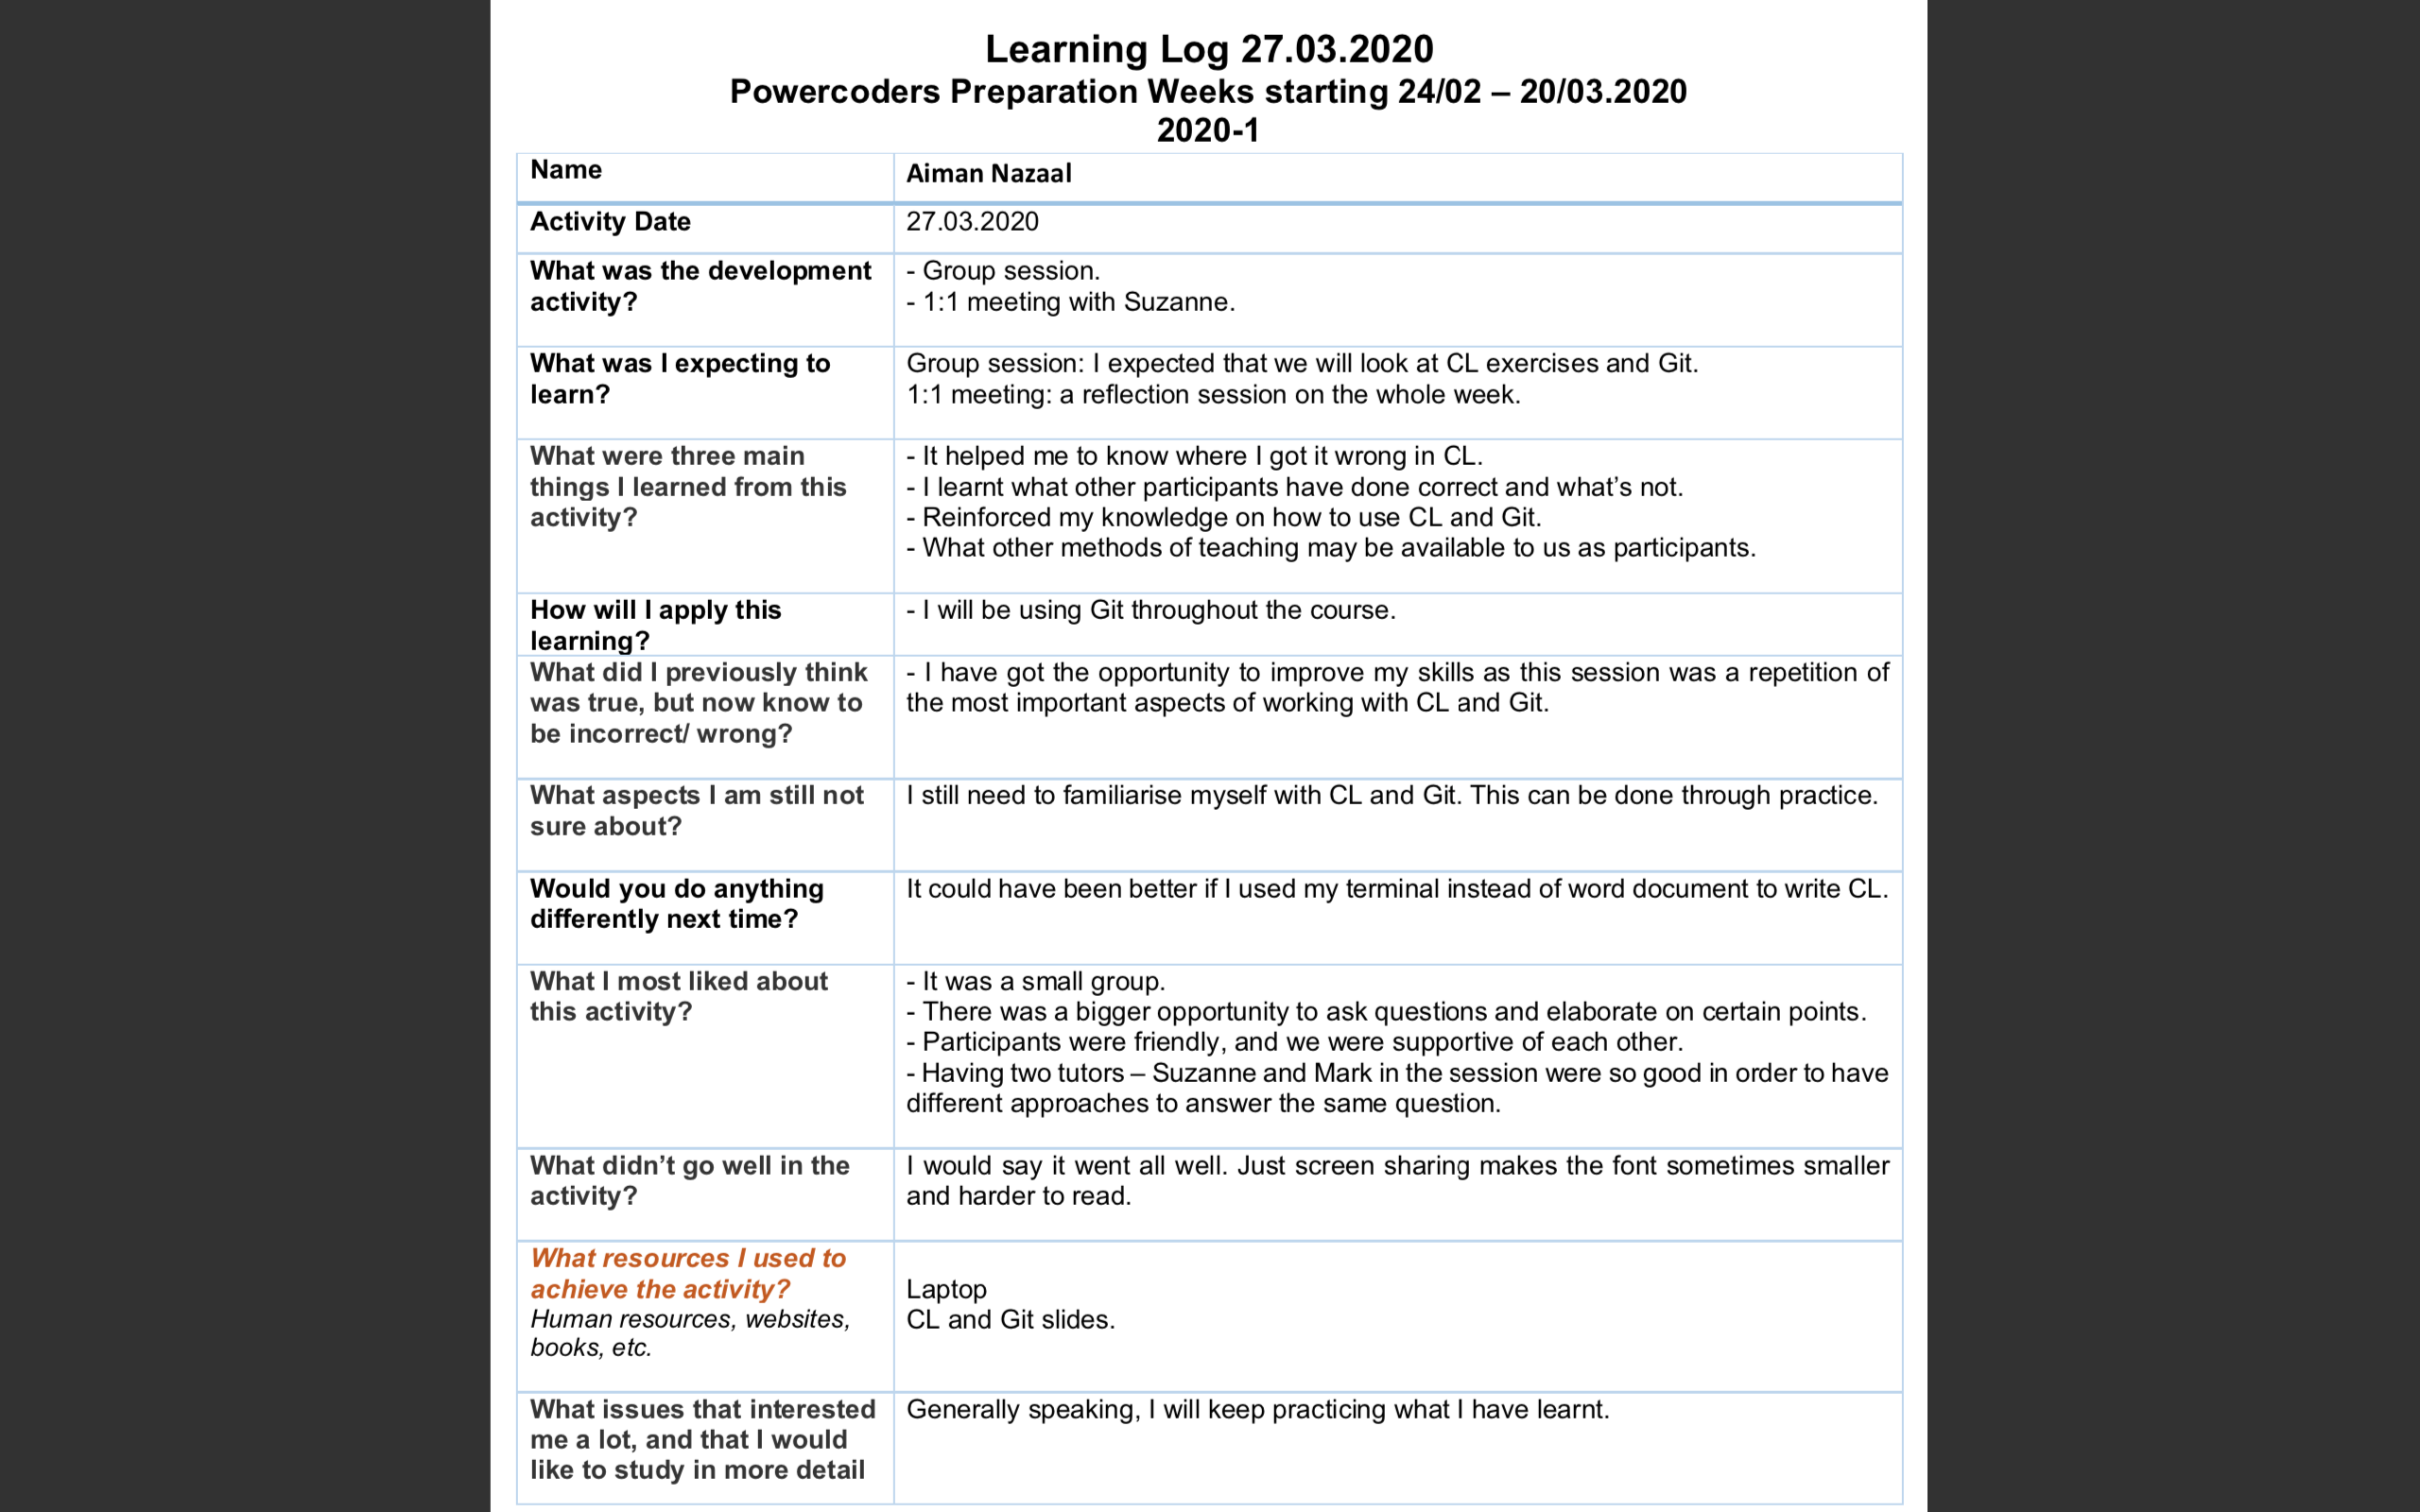 Learning Log 27.03.2020
Powercoders Preparation Weeks starting 24/02 – 20/03.2020
2020-1
Name
Aiman Nazaal
Activity Date
27.03.2020
What was the development
activity?
- Group session.
- 1:1 meeting with Suzanne.
What was I expecting to
learn?
Group session: I expected that we will look at CL exercises and Git.
1:1 meeting: a reflection session on the whole week.
What were three main
things I learned from this
activity?
- It helped me to know where I got it wrong in CL.
- I learnt what other participants have done correct and what’s not.
- Reinforced my knowledge on how to use CL and Git.
- What other methods of teaching may be available to us as participants.
How will I apply this
learning?
- I will be using Git throughout the course.
What did I previously think
was true, but now know to
be incorrect/ wrong?
- I have got the opportunity to improve my skills as this session was a repetition of
the most important aspects of working with CL and Git.
What aspects I am still not
sure about?
I still need to familiarise myself with CL and Git. This can be done through practice.
Would you do anything
differently next time?
It could have been better if I used my terminal instead of word document to write CL.
What I most liked about
this activity?
- It was a small group.
- There was a bigger opportunity to ask questions and elaborate on certain points.
- Participants were friendly, and we were supportive of each other.
- Having two tutors – Suzanne and Mark in the session were so good in order to have
different approaches to answer the same question.
What didn’t go well in the
activity?
I would say it went all well. Just screen sharing makes the font sometimes smaller
and harder to read.
What resources I used to
achieve the activity?
Human resources, websites,
books, etc.
Laptop
CL and Git slides.
What issues that interested
me a lot, and that I would
like to study in more detail
Generally speaking, I will keep practicing what I have learnt.